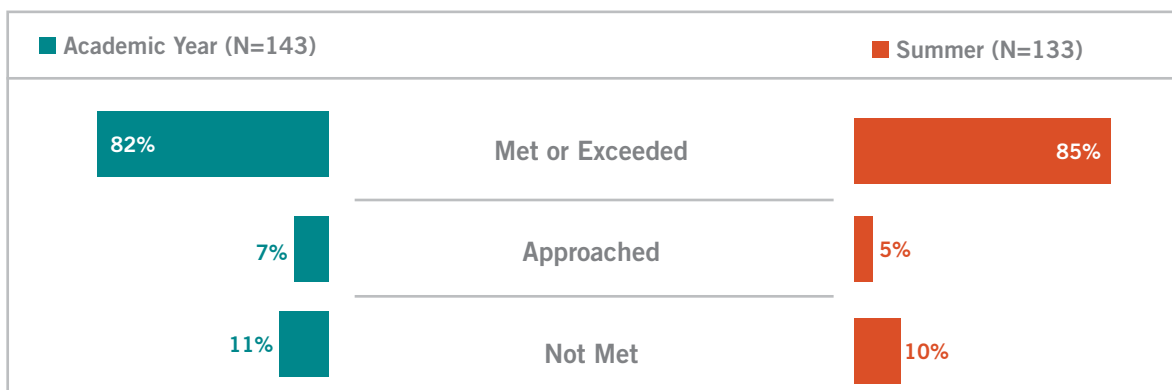 Academic Year (N=143)
Summer (N=133)
82%
Met or Exceeded
85%
7%
Approached
5%
11%
Not Met
10%